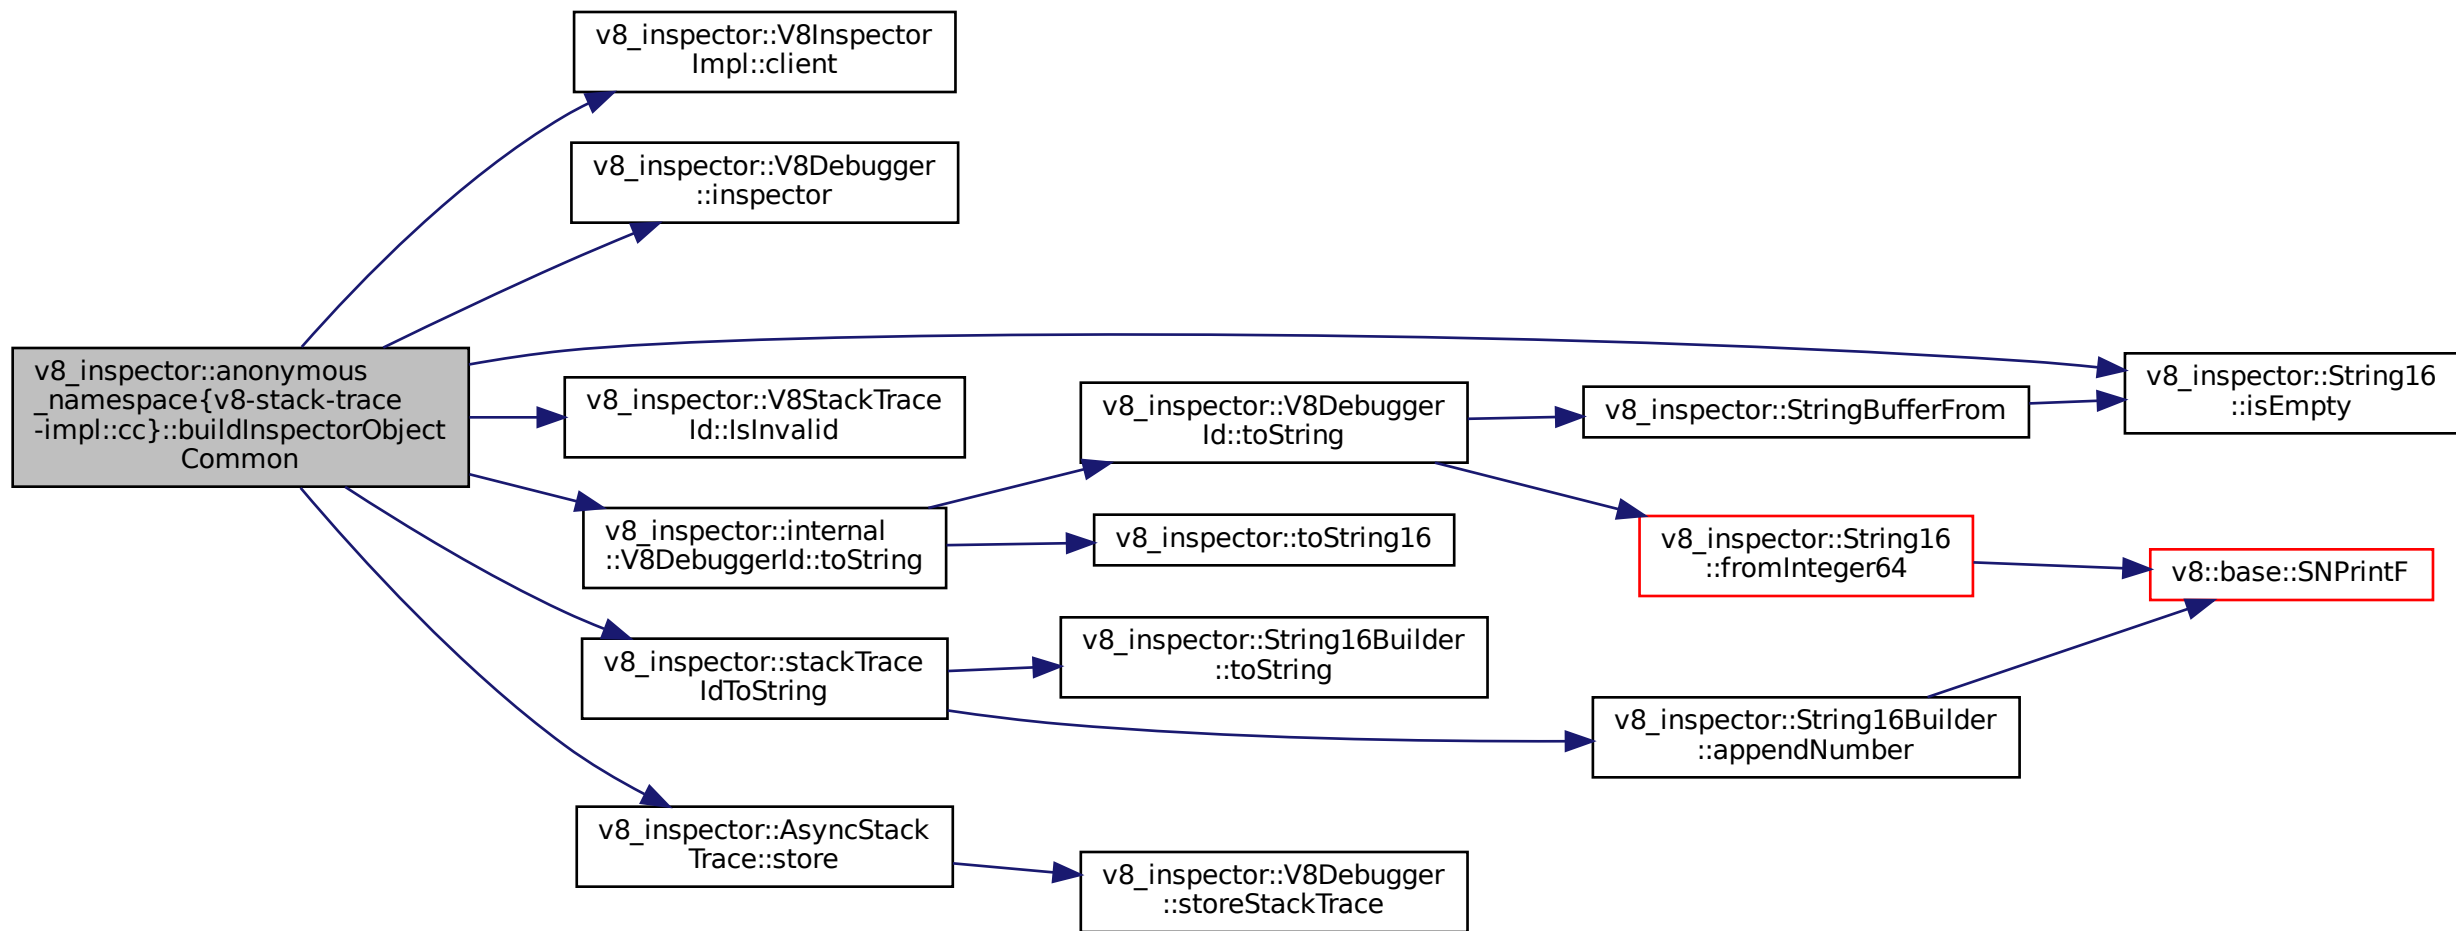 v8_inspector::V8Inspector
Impl::client
v8_inspector::V8Debugger
::inspector
v8_inspector::anonymous
_namespace{v8-stack-trace
-impl::cc}::buildInspectorObject
Common
v8_inspector::V8StackTrace
Id::IsInvalid
v8_inspector::V8Debugger
Id::toString
v8_inspector::StringBufferFrom
v8_inspector::String16
::isEmpty
v8_inspector::internal
::V8DebuggerId::toString
v8_inspector::toString16
v8_inspector::String16
::fromInteger64
v8::base::SNPrintF
v8_inspector::stackTrace
IdToString
v8_inspector::String16Builder
::toString
v8_inspector::String16Builder
::appendNumber
v8_inspector::AsyncStack
Trace::store
v8_inspector::V8Debugger
::storeStackTrace